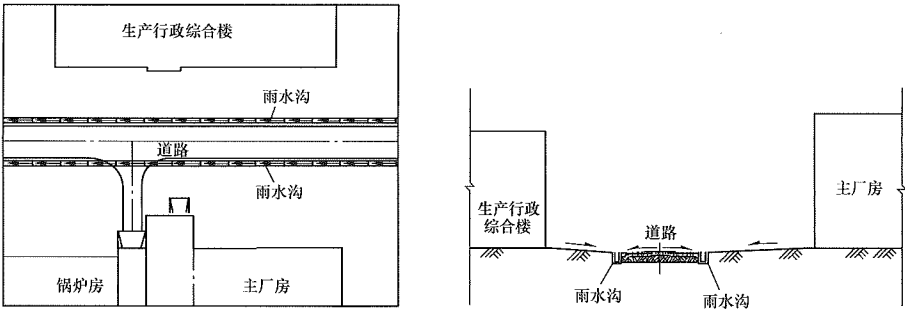 生产行政综合楼
雨水沟
道路
雨水沟
锅炉房
主厂房
生产行政
综合楼
道路
主厂房
雨水沟
雨水沟